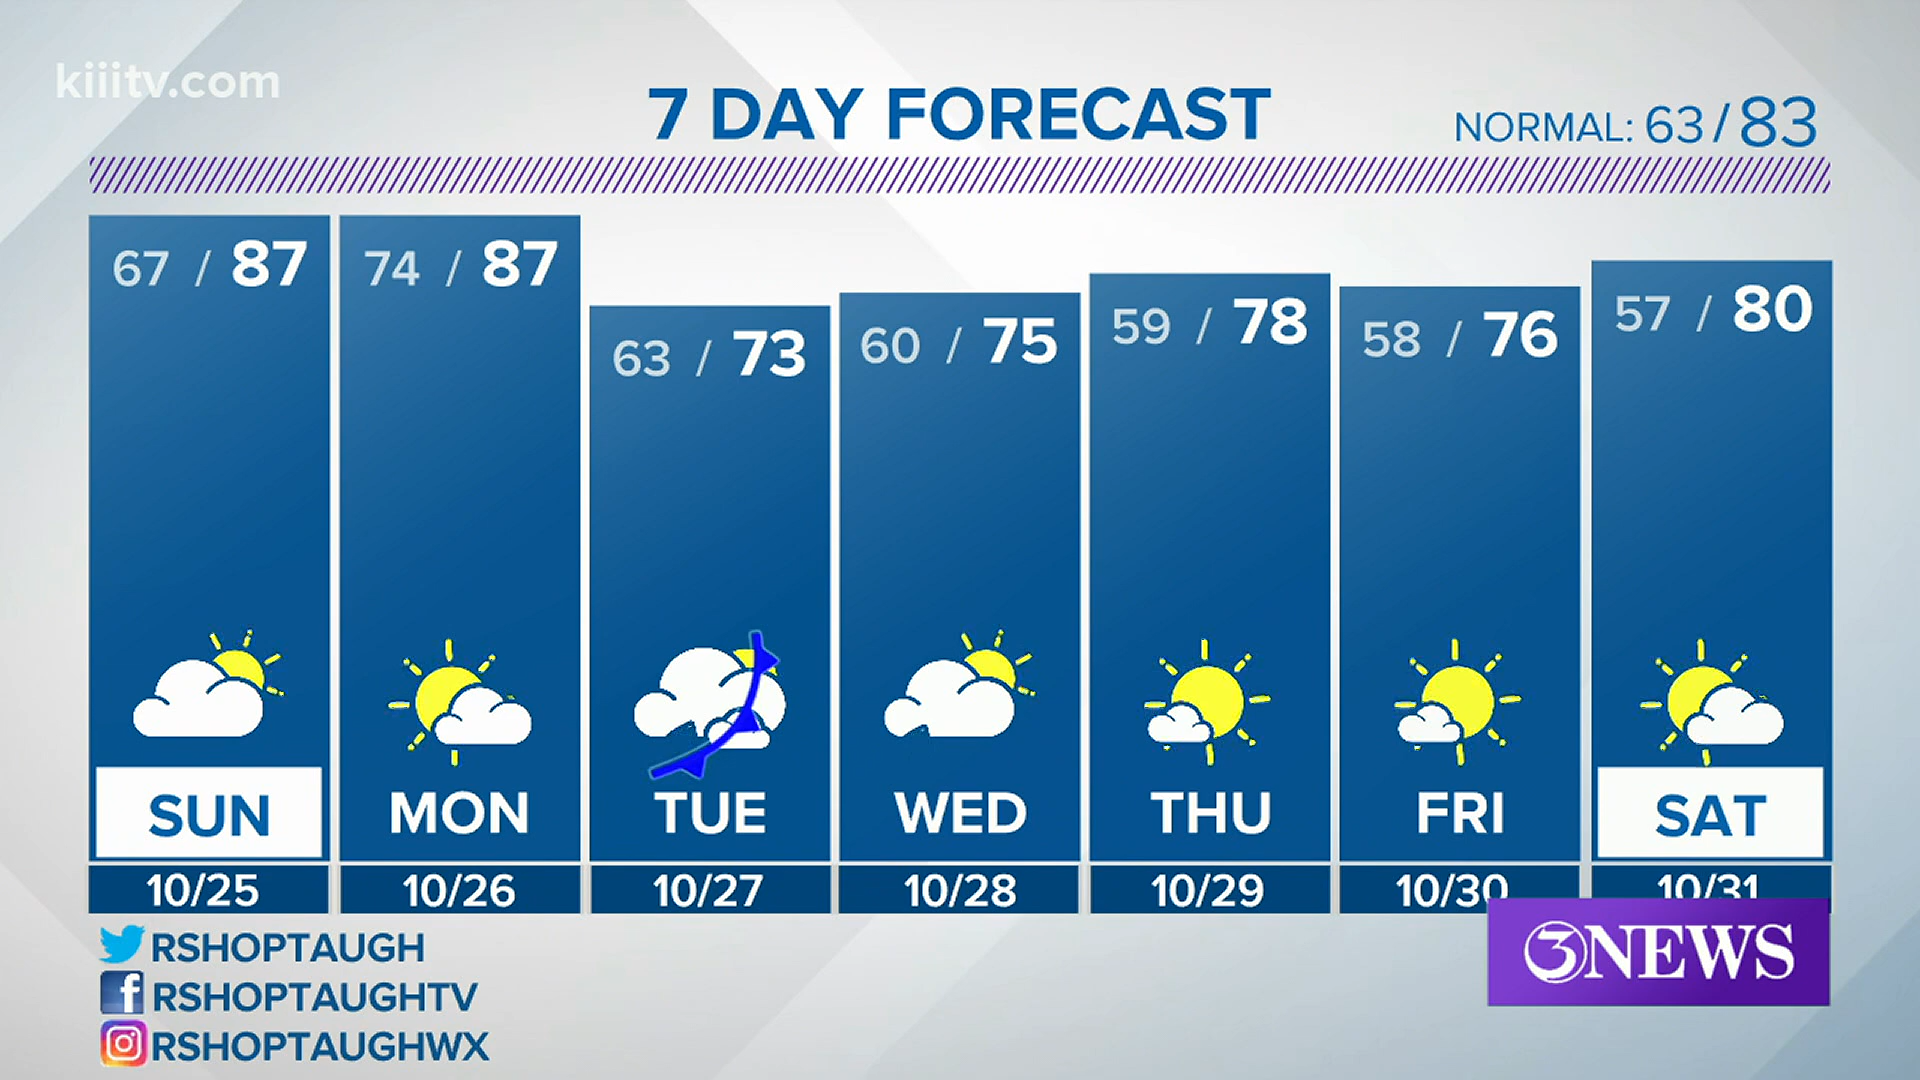 kiiitv.com
7 DAY FORECAST
NORMAL: 63/83
67 / 87
74 / 87
63 / 73
60 / 75
59 / 78
58 / 76
57 / 80
SUN
MON
TUE
WED
THU
FRI
SAT
10/25
10/26
10/27
10/28
10/29
10/30
10/31
RSHOPTAUGH
f RSHOPTAUGHTV
RSHOPTAUGHWX
3NEWS